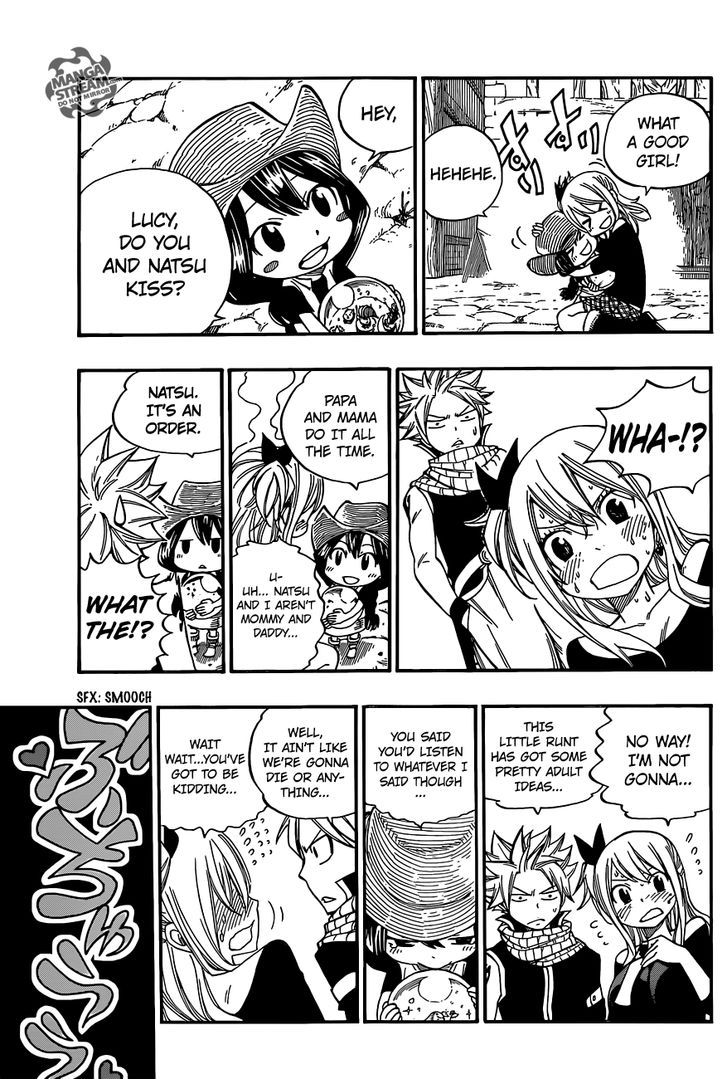 MANGA
STREAM
DO NOT MIRROR
WHAT
A GOOD
GIRL!
HEHEHE.
HEY,
LUCY,
DO YOU
AND NATSU
KISS?
WHA-!?
PAPA
AND MAMA
DO IT ALL
THE TIME.
U-
UH... NATSU
AND I AREN'T
MOMMY AND
DADDY...
NATSU.
IT'S AN
ORDER.
WHAT
THE!?
NO WAY!
I'M NOT
GONNA...
THIS
LITTLE RUNT
HAS GOT SOME
PRETTY ADULT
IDEAS...
YOU SAID
YOU'D LISTEN
TO WHATEVER I
SAID THOUGH
...
WELL,
IT AIN'T LIKE
WE'RE GONNA
DIE OR ANY-
THING...
WAIT
WAIT...YOU'VE
GOT TO BE
KIDDING...
SFX: SMOOCH